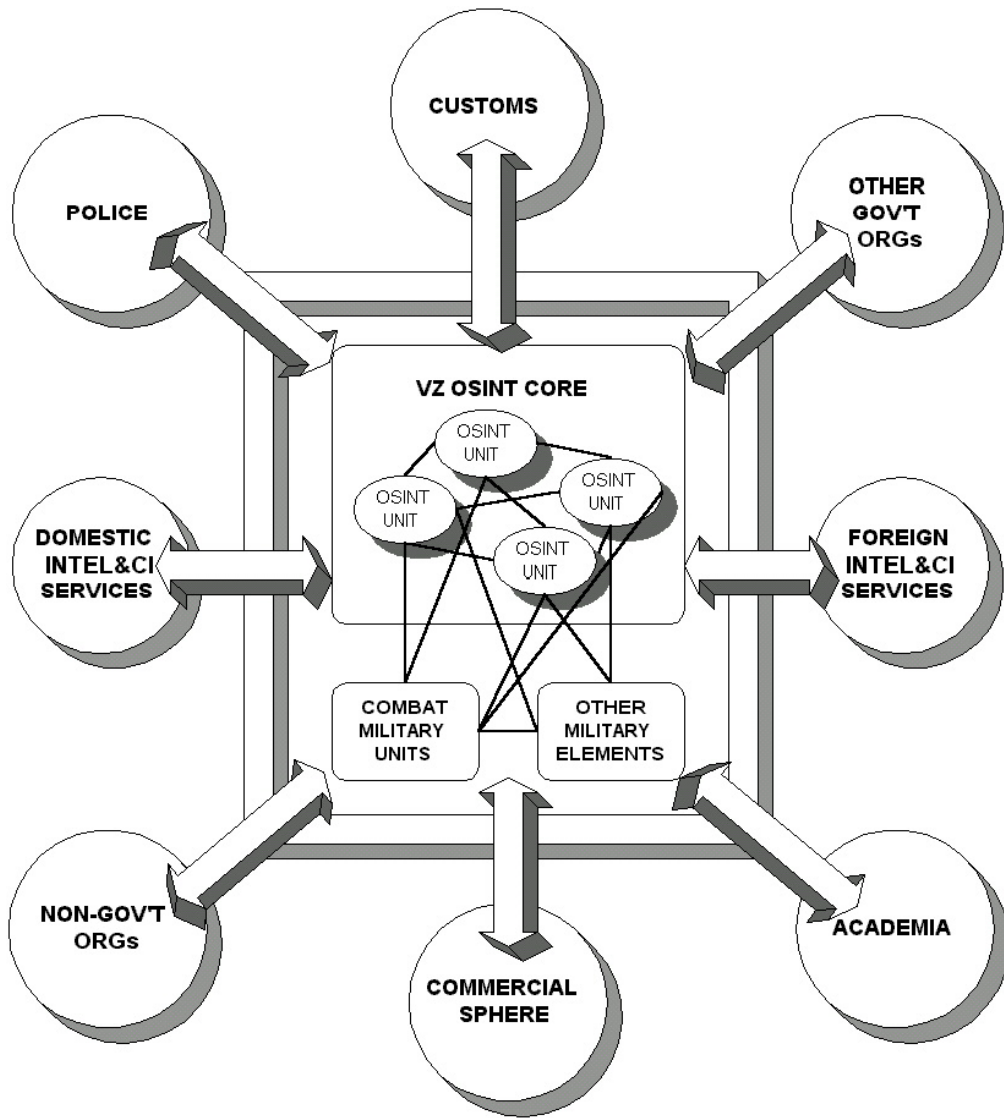 CUSTOMS
POLICE
OTHER
GOV'T
ORGs
VZ OSINT CORE
OSINT
UNIT
OSINT
UNIT
OSINT
UNIT
OSINT
UNIT
DOMESTIC
INTEL&CI
SERVICES
FOREIGN
INTEL&CI
SERVICES
COMBAT
MILITARY
UNITS
OTHER
MILITARY
ELEMENTS
NON-GOV'T
ORGs
ACADEMIA
COMMERCIAL
SPHERE